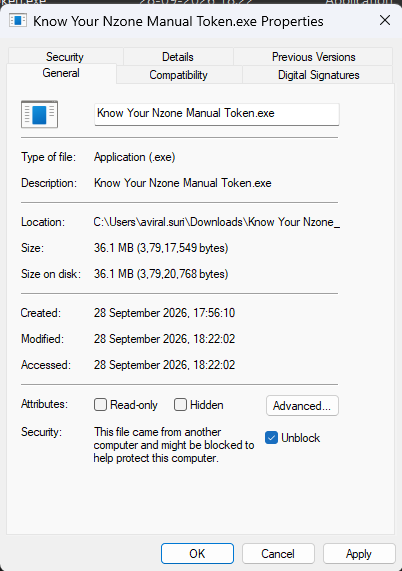 Know Your Nzone Manual Token.exe Properties
Security Details Previous Versions
General Compatibility Digital Signatures
Know Your Nzone Manual Token.exe
Type of file: Application (.exe)
Description: Know Your Nzone Manual Token.exe
Location: C:\Users\aviral.suri\Downloads\Know Your Nzone_
Size: 36.1 MB (3,79,17,549 bytes)
Size on disk: 36.1 MB (3,79,20,768 bytes)
Created: 28 September 2026, 17:56:10
Modified: 28 September 2026, 18:22:02
Accessed: 28 September 2026, 18:22:02
Attributes: Read-only Hidden Advanced...
Security: This file came from another
computer and might be blocked to
help protect this computer.
Unblock
OK Cancel Apply